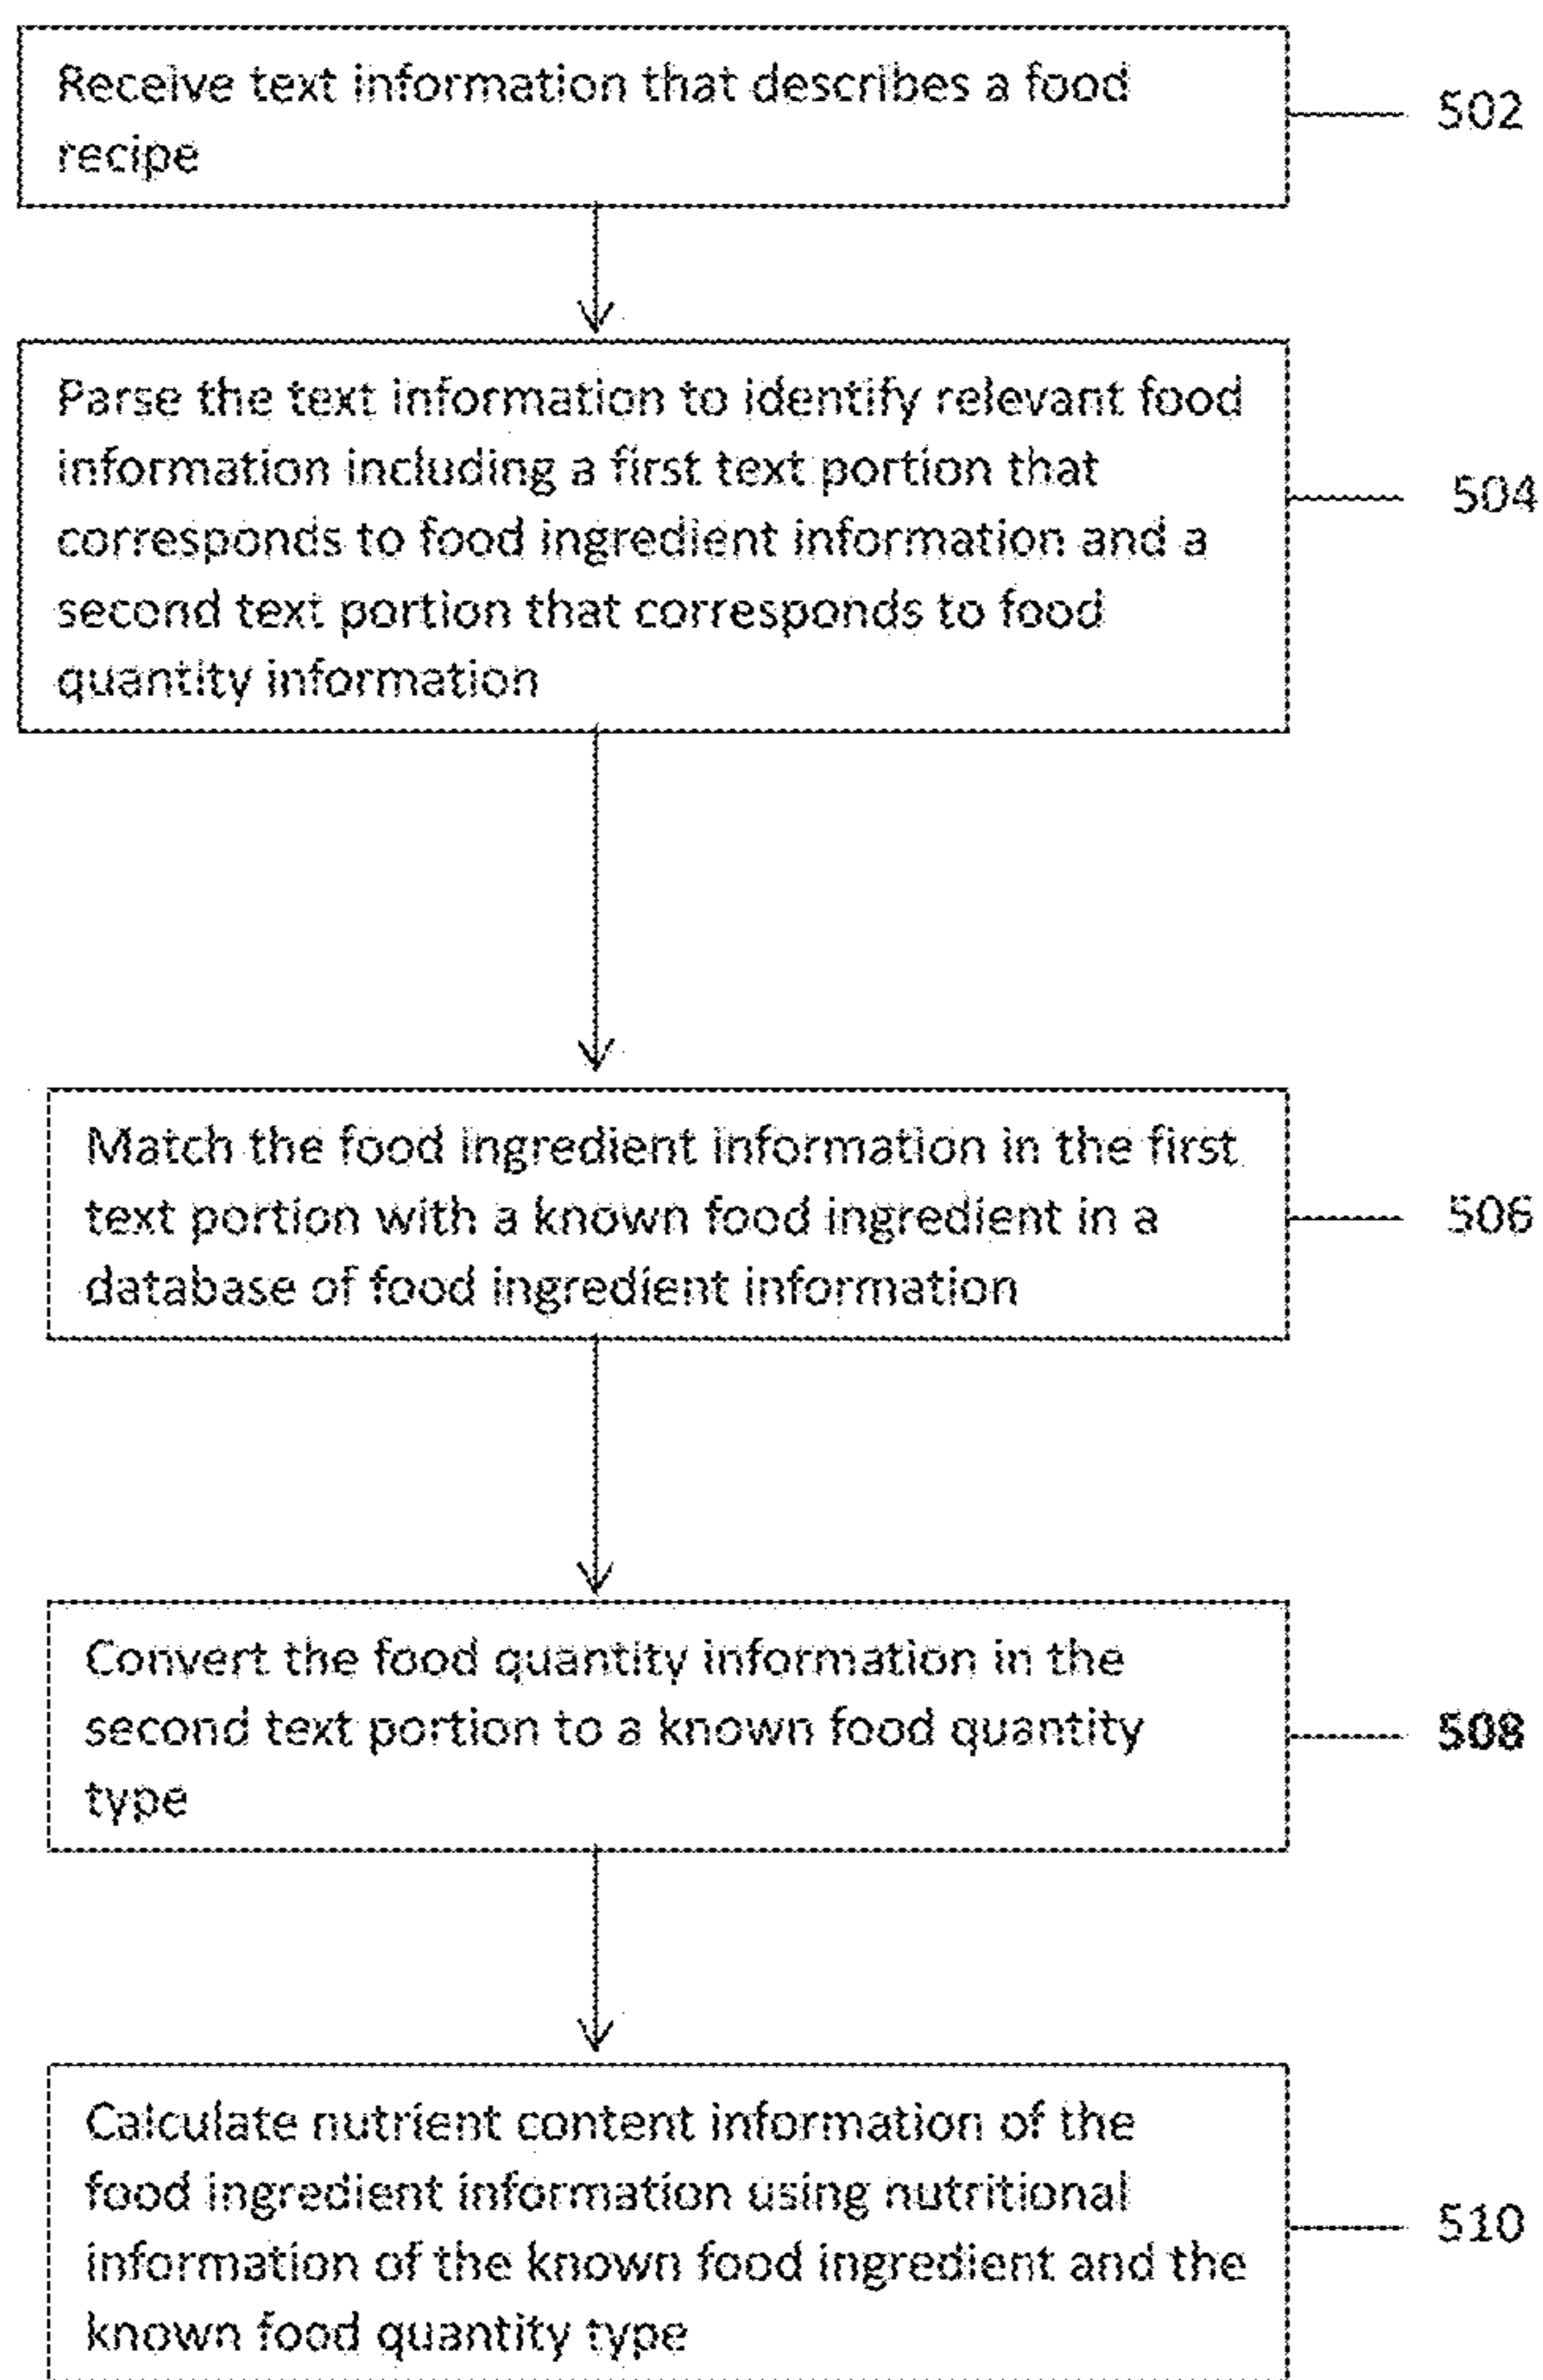 Receive text information that describes a food
recipe
502
Parse the text information to identify relevant food
information including a first text portion that
corresponds to food ingredient information and a
second text portion that corresponds to food
quantity information
504
Match the food ingredient information in the first
text portion with a known food ingredient in a
database of food ingredient information
506
Convert the food quantity information in the
second text portion to a known food quantity
type
508
Calculate nutrient content information of the
food ingredient information using nutritional
information of the known food ingredient and the
known food quantity type
510